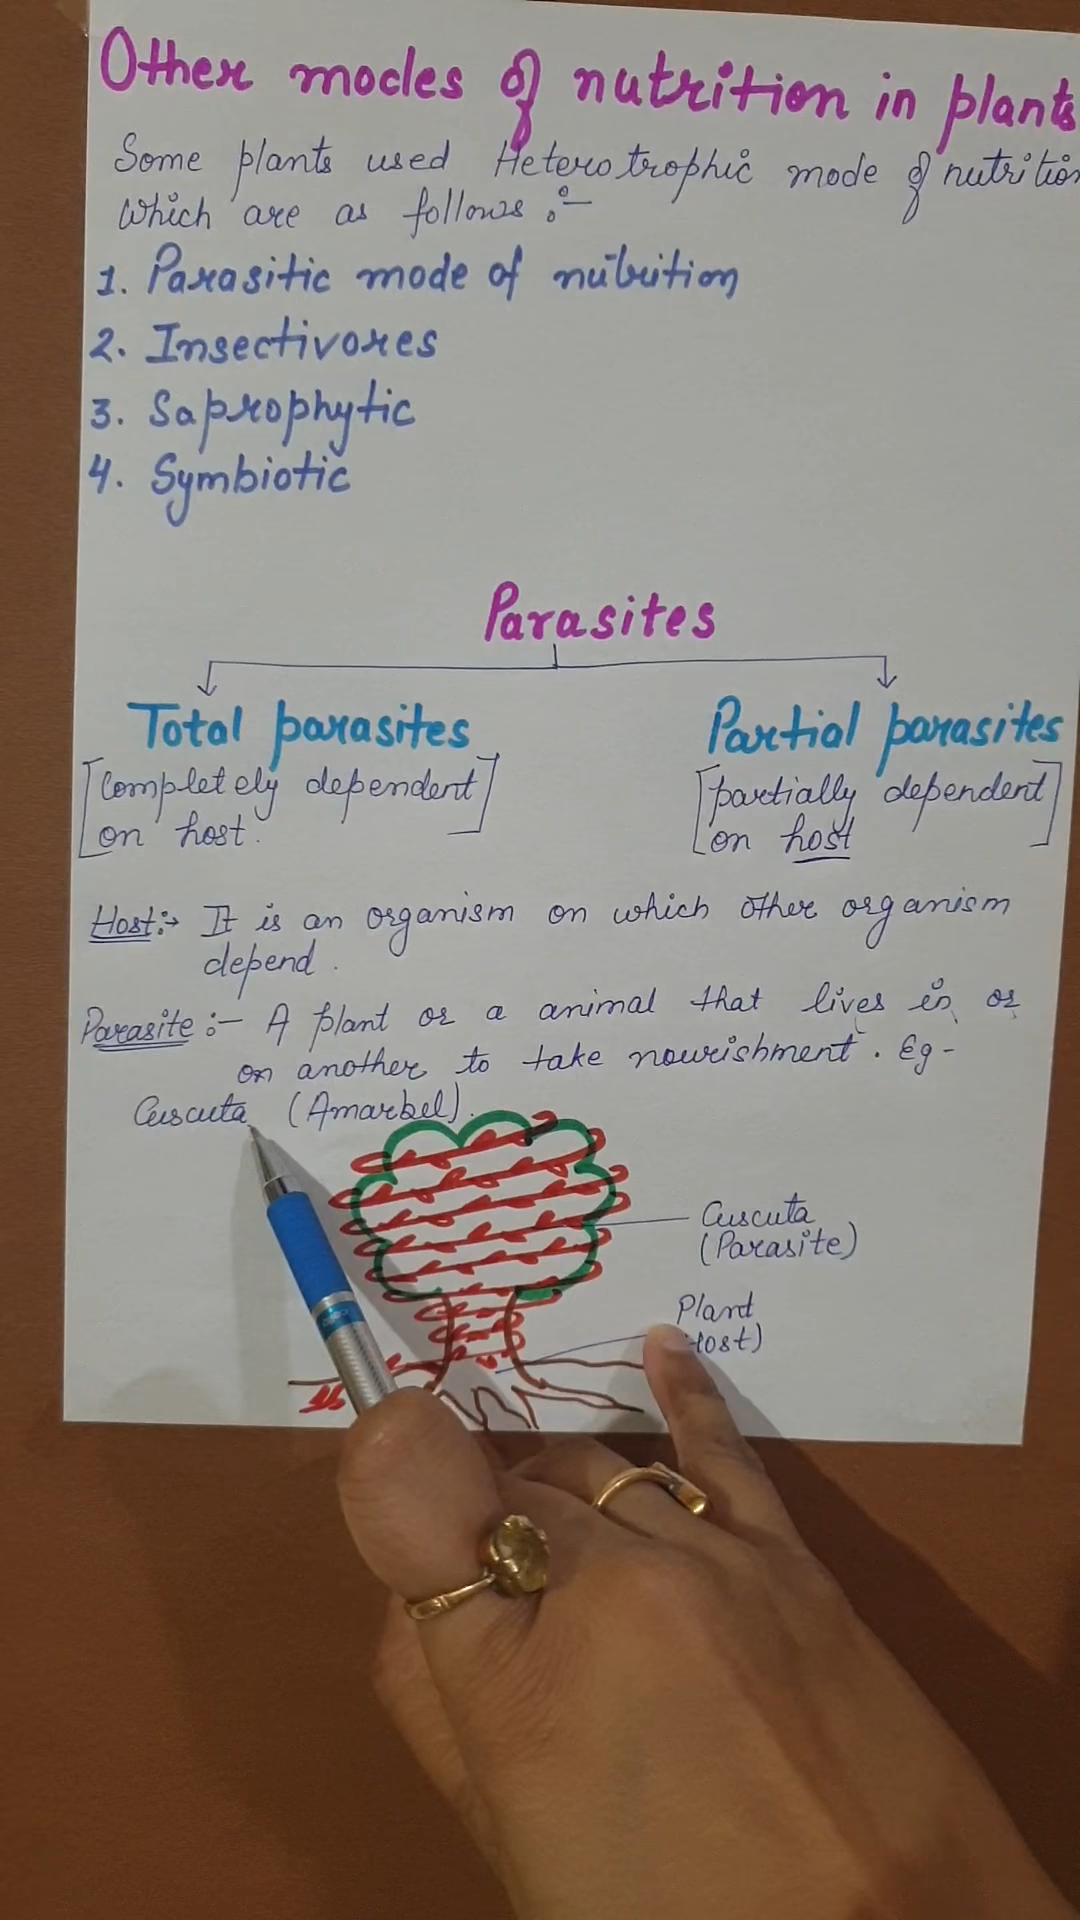 Other modes of nutrition in plants
Some plants used Heterotrophic mode of nutrition
which are as follows :-
1. Parasitic mode of nutrition
2. Insectivores
3. Saprophytic
4. Symbiotic
Parasites
Total parasites
[completely dependent]
on host.
Partial parasites
[partially dependent]
on host
Host:- It is an organism on which other organism
depend.
Parasite :- A plant or a animal that lives in or
on another to take nourishment. Eg-
Cuscuta (Amarbel).
Cuscuta
(Parasite)
Plant